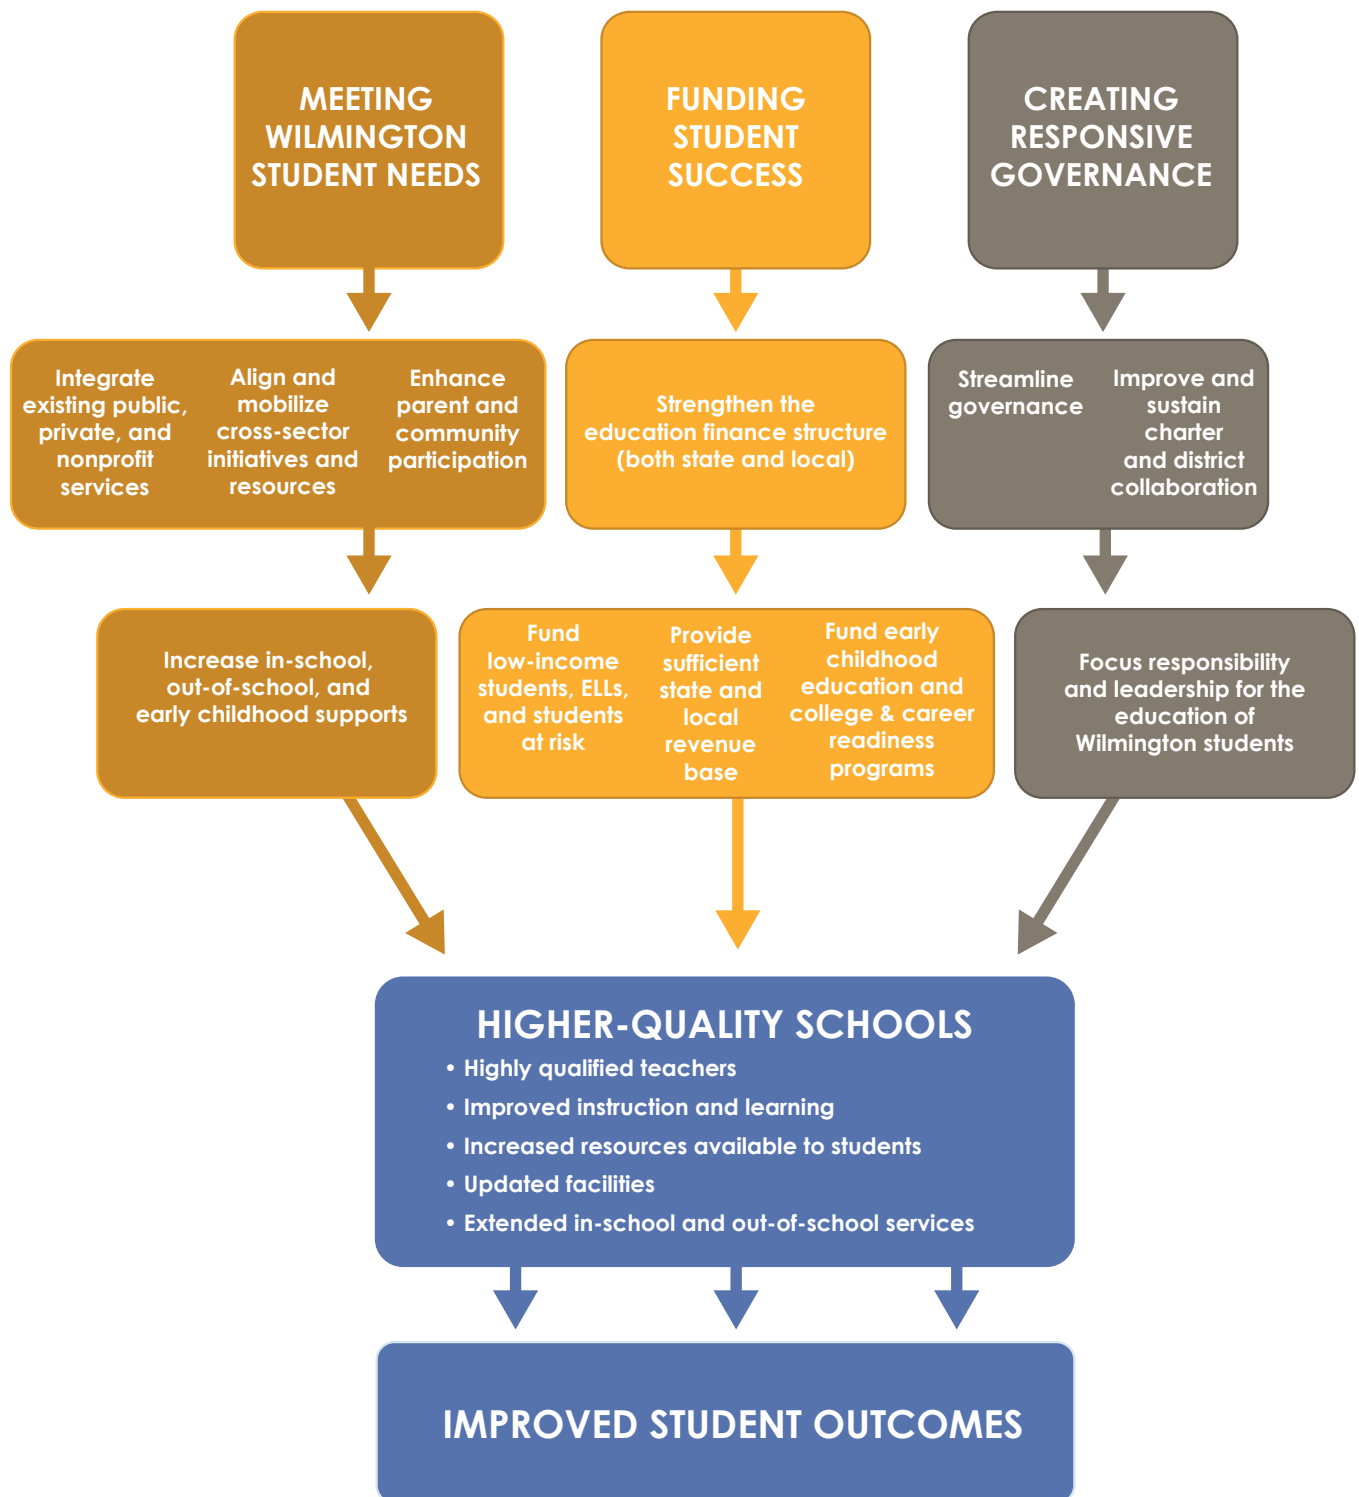 MEETING
WILMINGTON
STUDENT NEEDS
FUNDING
STUDENT
SUCCESS
CREATING
RESPONSIVE
GOVERNANCE
Integrate
existing public,
private, and
nonprofit
services
Align and
mobilize
cross-sector
initiatives and
resources
Enhance
parent and
community
participation
Strengthen the
education finance structure
(both state and local)
Streamline
governance
Improve and
sustain
charter
and district
collaboration
Increase in-school,
out-of-school, and
early childhood supports
Fund
low-income
students, ELLs,
and students
at risk
Provide
sufficient
state and
local
revenue
base
Fund early
childhood
education and
college & career
readiness
programs
Focus responsibility
and leadership for the
education of
Wilmington students
HIGHER-QUALITY SCHOOLS
• Highly qualified teachers
• Improved instruction and learning
• Increased resources available to students
• Updated facilities
• Extended in-school and out-of-school services
IMPROVED STUDENT OUTCOMES